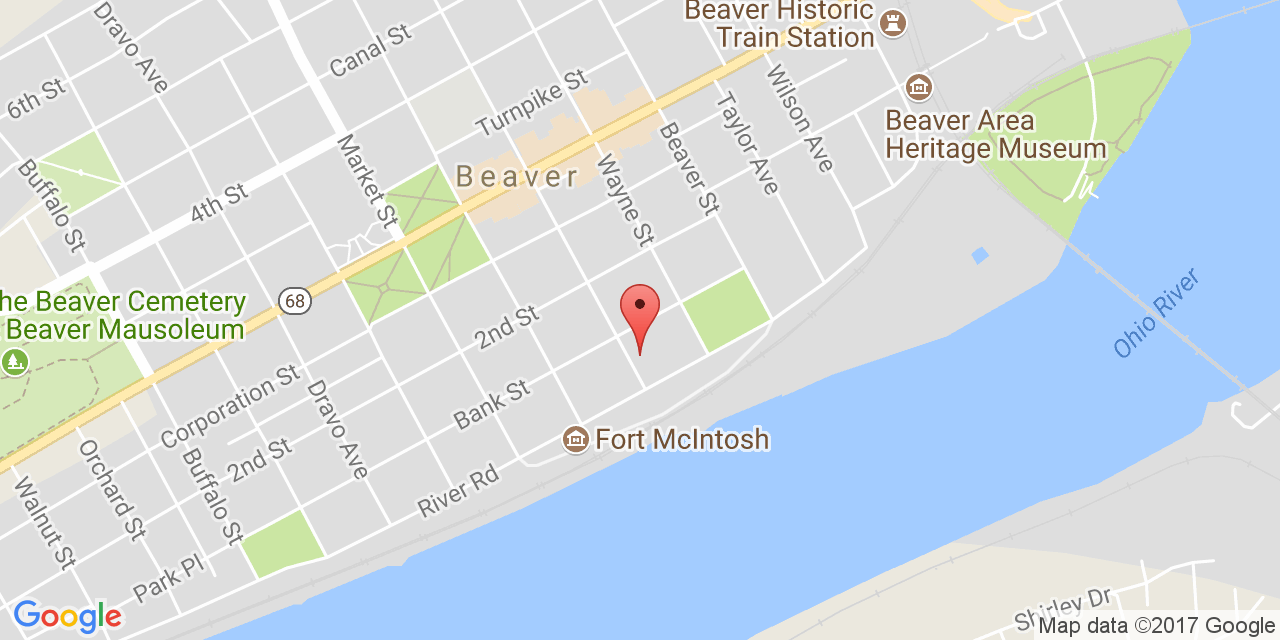 Dravo Ave
Canal St
Beaver Historic
Train Station
6th St
Turnpike St
Wilson Ave
Taylor Ave
Beaver Area
Heritage Museum
Buffalo St
Market St
Beaver
Wayne St
Beaver St
4th St
he Beaver Cemetery
Beaver Mausoleum
68
2nd St
Ohio River
Corporation St
Dravo Ave
Bank St
Fort McIntosh
2nd St
Orchard St
Buffalo St
River Rd
Walnut St
Park Pl
Shirley Dr
Google
Map data ©2017 Google